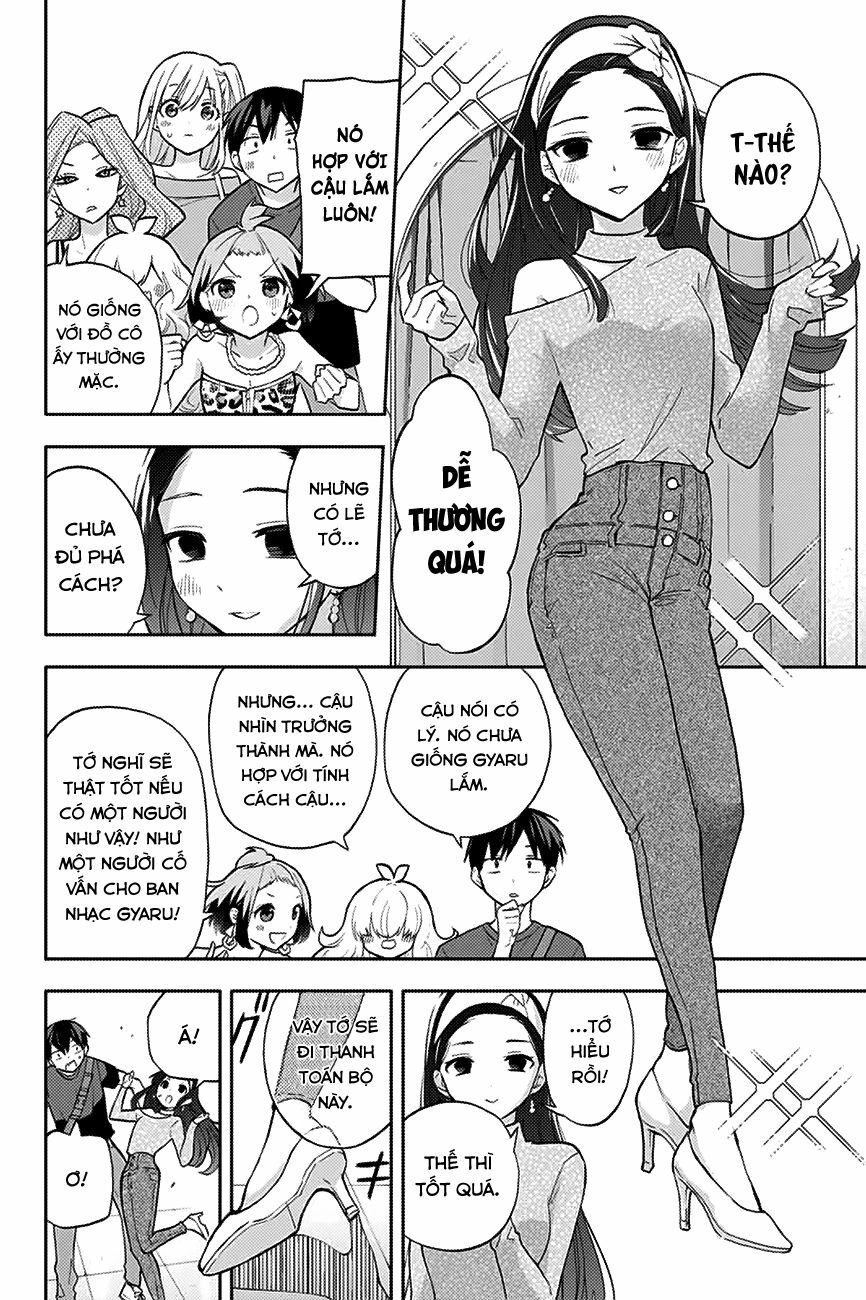 T-THẾ
NÀO?
DỄ
THƯƠNG
QUÁ!
NÓ
HỢP VỚI
CẬU LẮM
LUÔN!
NÓ GIỐNG
VỚI ĐỒ CÔ
ẤY THƯỜNG
MẶC.
NHƯNG
CÓ LẼ
TỚ...
CHƯA
ĐỦ PHÁ
CÁCH?
CẬU NÓI CÓ
LÝ. NÓ CHƯA
GIỐNG GYARU
LẮM.
NHƯNG... CẬU
NHÌN TRƯỞNG
THÀNH MÀ. NÓ
HỢP VỚI TÍNH
CÁCH CẬU...
TỚ NGHĨ SẼ
THẬT TỐT NẾU
CÓ MỘT NGƯỜI
NHƯ VẬY! NHƯ
MỘT NGƯỜI CỐ
VẤN CHO BAN
NHẠC GYARU!
...TỚ
HIỂU
RỒI!
THẾ THÌ
TỐT QUÁ.
VẬY TỚ SẼ
ĐI THANH
TOÁN BỘ
NÀY.
Á!
Ơ!